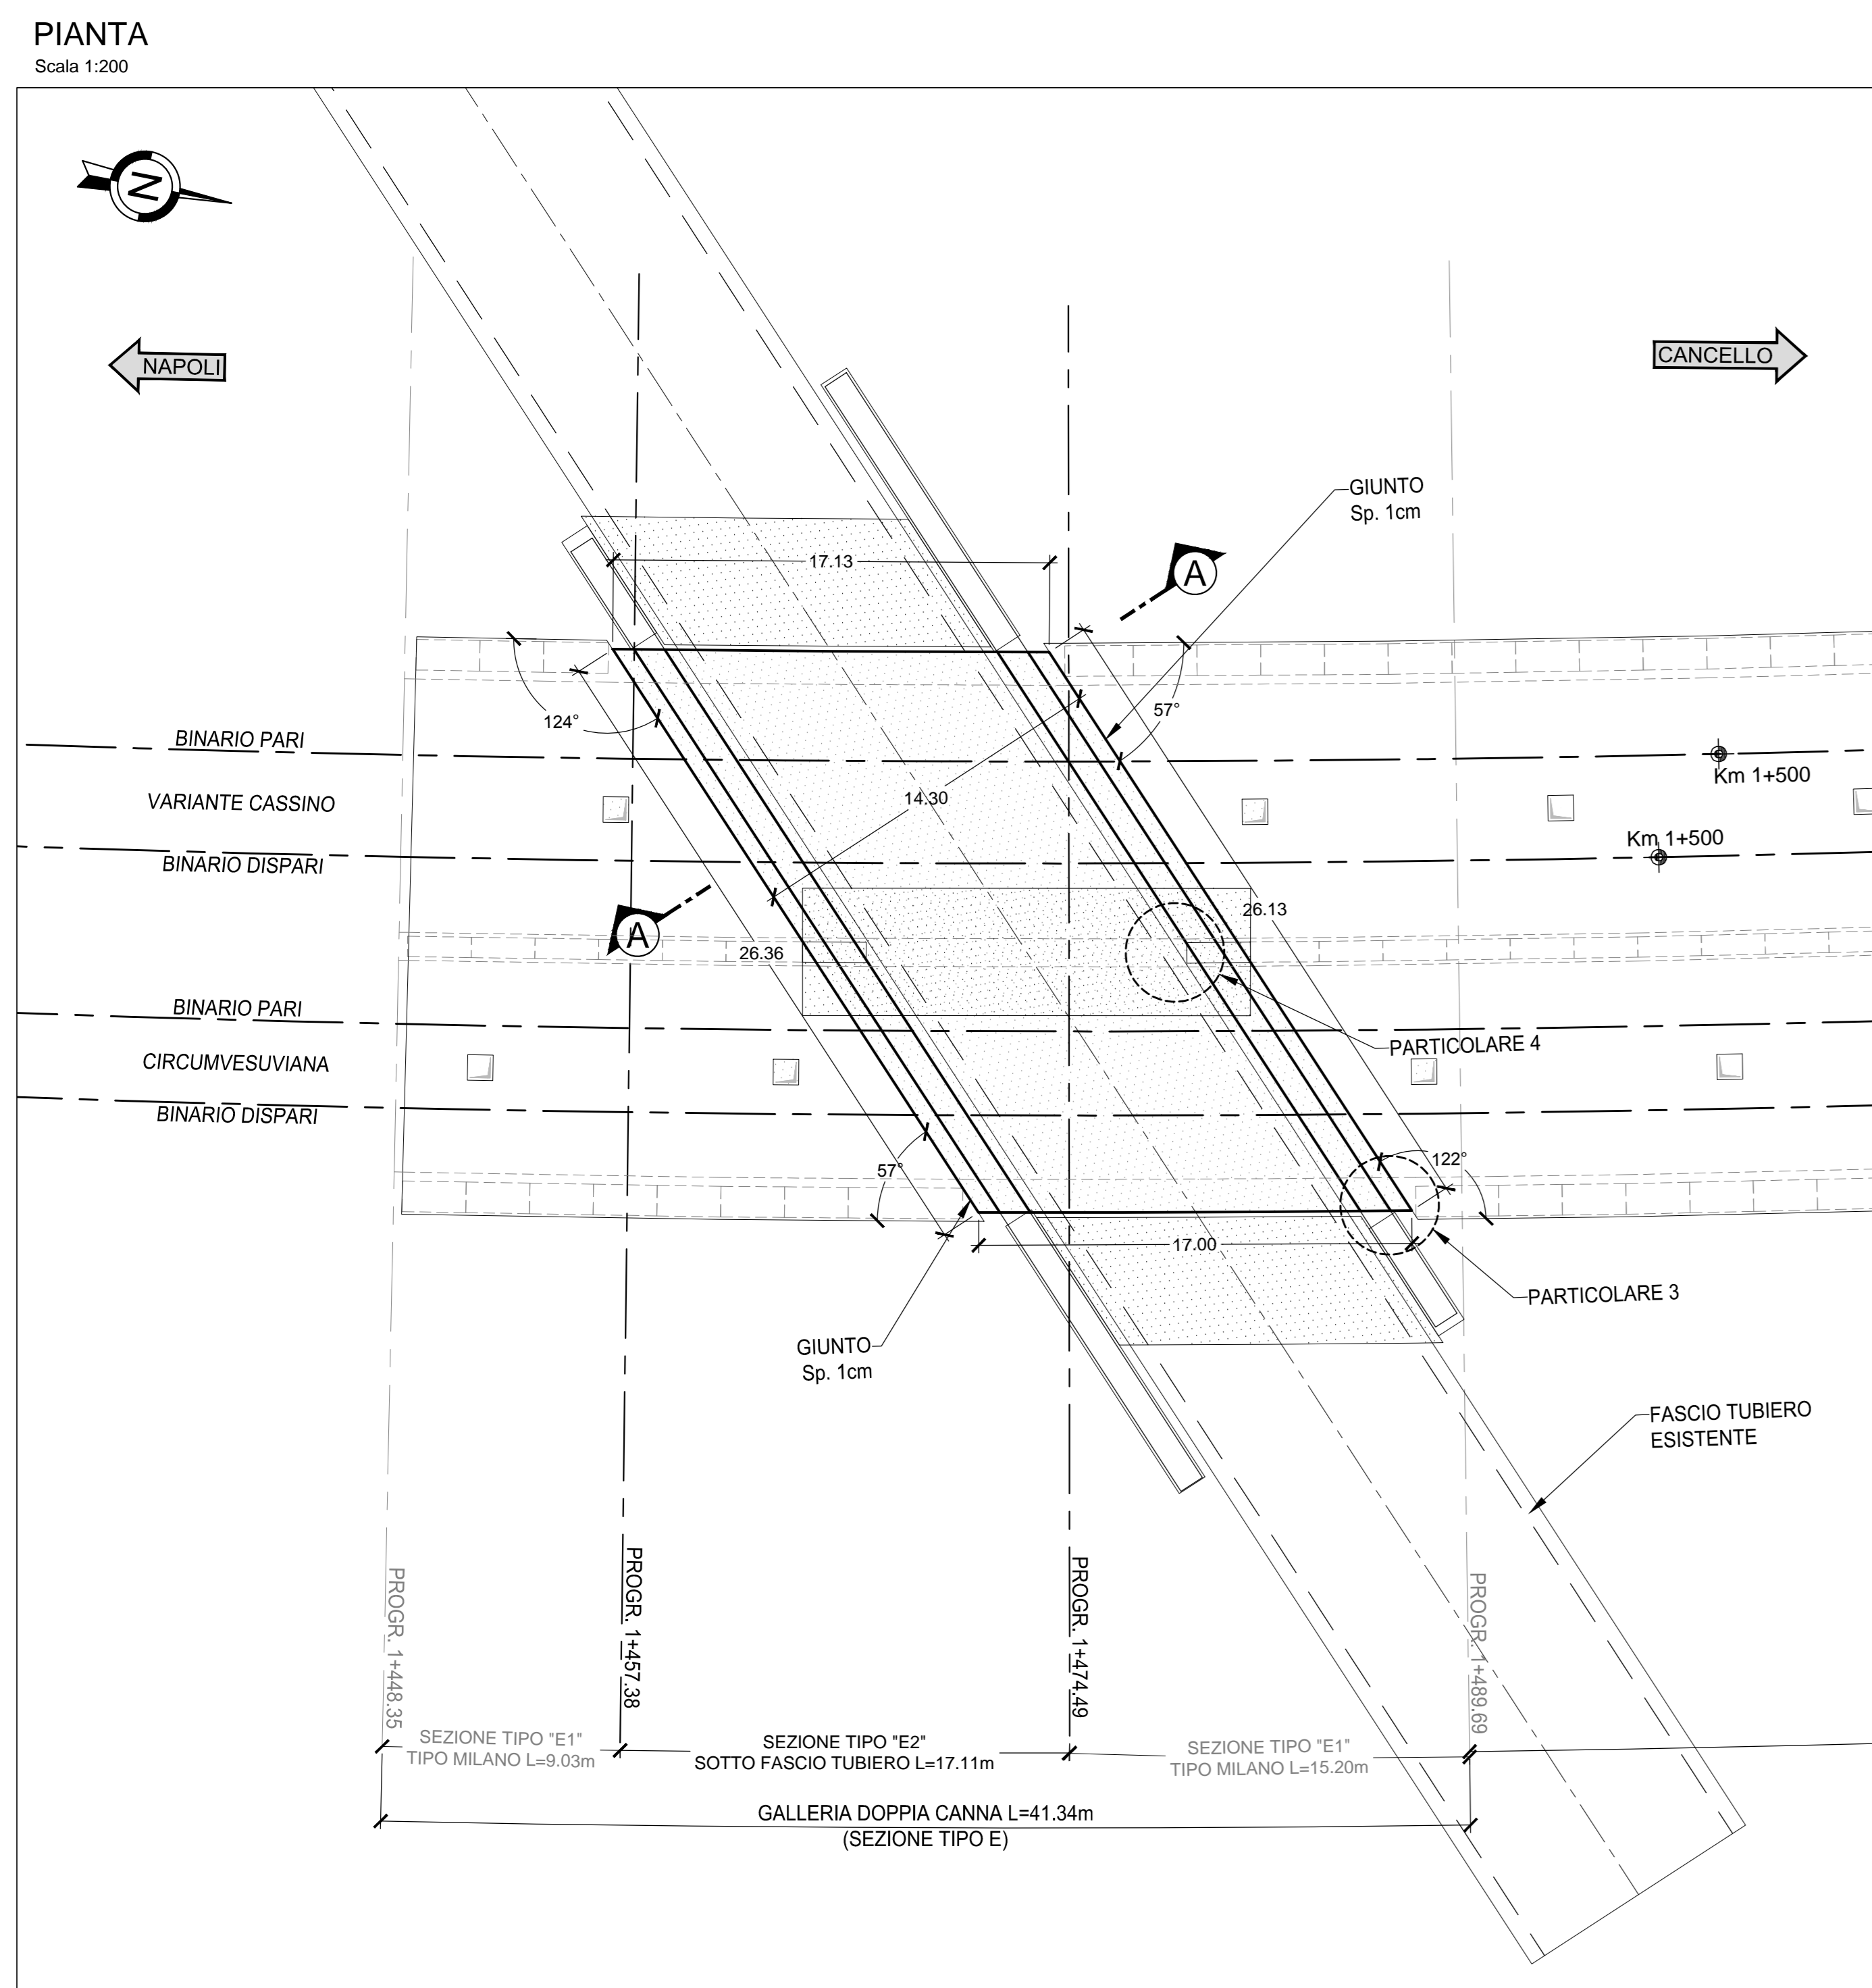 PIANTA
Scala 1:200
N
NAPOLI
CANCELLO
GIUNTO
Sp. 1cm
17.13
A
124°
57°
BINARIO PARI
Km 1+500
VARIANTE CASSINO
14.30
Km 1+500
BINARIO DISPARI
26.13
A
26.36
BINARIO PARI
PARTICOLARE 4
CIRCUMVESUVIANA
BINARIO DISPARI
57°
122°
17.00
PARTICOLARE 3
GIUNTO
Sp. 1cm
FASCIO TUBIERO
ESISTENTE
PROGR. 1+448.35
PROGR. 1+457.38
PROGR. 1+474.49
PROGR. 1+489.69
SEZIONE TIPO "E1"
TIPO MILANO L=9.03m
SEZIONE TIPO "E2"
SOTTO FASCIO TUBIERO L=17.11m
SEZIONE TIPO "E1"
TIPO MILANO L=15.20m
GALLERIA DOPPIA CANNA L=41.34m
(SEZIONE TIPO E)